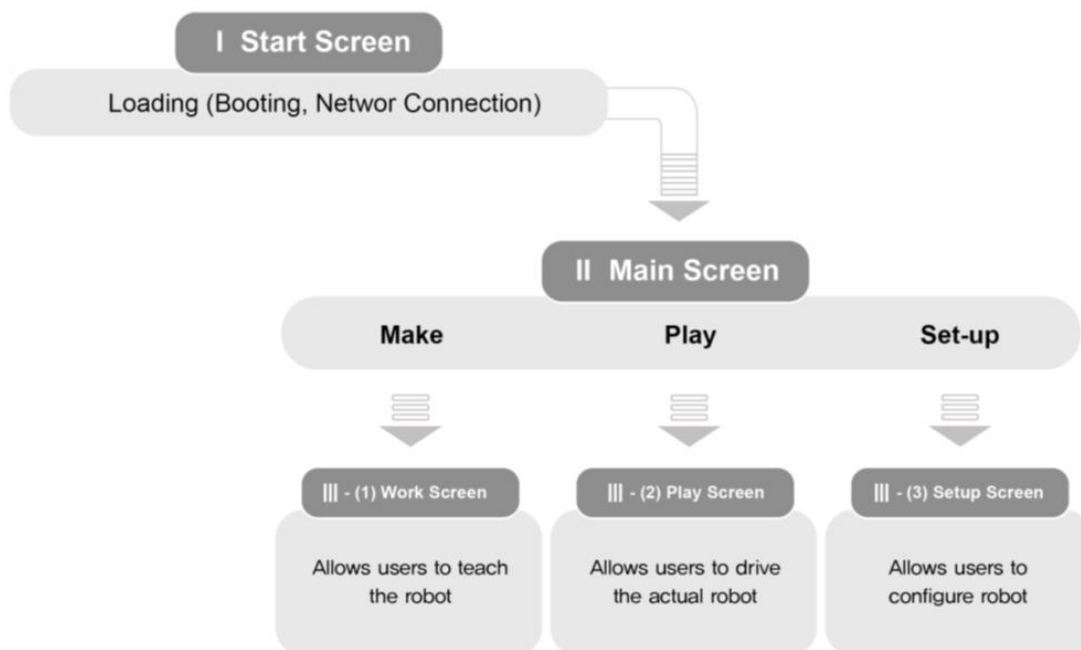 I Start Screen
Loading (Booting, Networ Connection)
II Main Screen
Make Play Set-up
III - (1) Work Screen
III - (2) Play Screen
III - (3) Setup Screen
Allows users to teach
the robot
Allows users to drive
the actual robot
Allows users to
configure robot